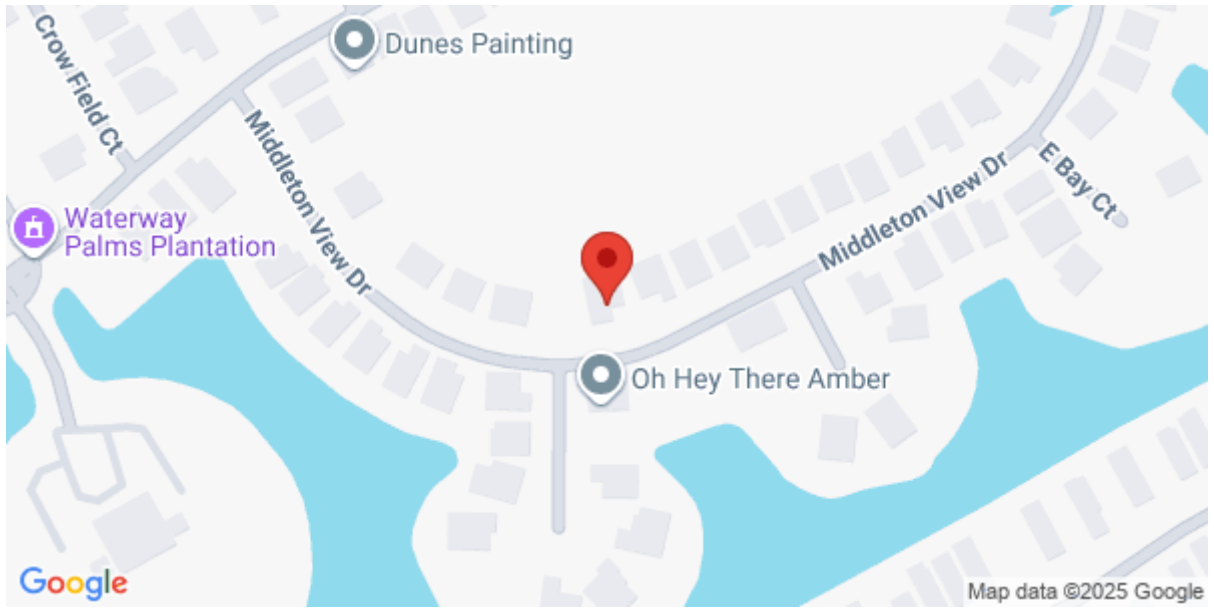 Crow Field Ct
Dunes Painting
Middleton View Dr
Waterway
Palms Plantation
Middleton View Dr
E Bay Ct
Oh Hey There Amber
Google
Map data ©2025 Google